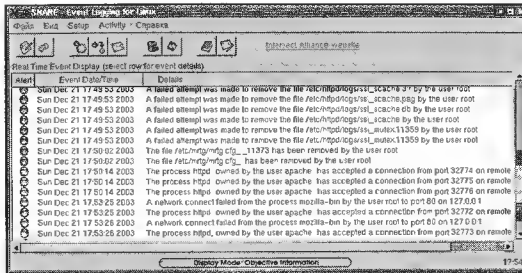 SNARE - Event Logging for Linux
Файл Вид Setup Activity Справка
Intersect Alliance website
Real Time Event Display (select row for event details)
Alert Event Date/Time Details
Sun Dec 21 17:49:53 2003 A failed attempt was made to remove the file /etc/httpd/logs/ssl_scache by the user root
Sun Dec 21 17:49:53 2003 A failed attempt was made to remove the file /etc/httpd/logs/ssl_scache.pag by the user root
Sun Dec 21 17:49:53 2003 A failed attempt was made to remove the file /etc/httpd/logs/ssl_scache db by the user root
Sun Dec 21 17:49:53 2003 A failed attempt was made to remove the file /etc/httpd/logs/ssl_scache by the user root
Sun Dec 21 17:49:53 2003 A failed attempt was made to remove the file /etc/httpd/logs/ssl_mutex.11359 by the user root
Sun Dec 21 17:49:53 2003 A failed attempt was made to remove the file /etc/httpd/logs/ssl_mutex.11359 by the user root
Sun Dec 21 17:50:02 2003 The file /etc/mrtg/mrtg cfg_ _11373 has been removed by the user root
Sun Dec 21 17:50:02 2003 The file /etc/mrtg/mrtg cfg_ has been removed by the user root
Sun Dec 21 17:50:14 2003 The process httpd owned by the user apache has accepted a connection from port 32774 on remote
Sun Dec 21 17:50:14 2003 The process httpd owned by the user apache has accepted a connection from port 32775 on remote
Sun Dec 21 17:50:14 2003 The process httpd owned by the user apache has accepted a connection from port 32776 on remote
Sun Dec 21 17:53:25 2003 A network connect failed from the process mozilla-bin by the user root to port 80 on 127.0.0.1
Sun Dec 21 17:53:26 2003 The process httpd owned by the user apache has accepted a connection from port 32772 on remote
Sun Dec 21 17:53:26 2003 A network connect failed from the process mozilla-bin by the user root to port 80 on 127.0.0.1
Sun Dec 21 17:53:26 2003 The process httpd owned by the user apache has accepted a connection from port 32773 on remote
Display Mode: Objective Information
17:54